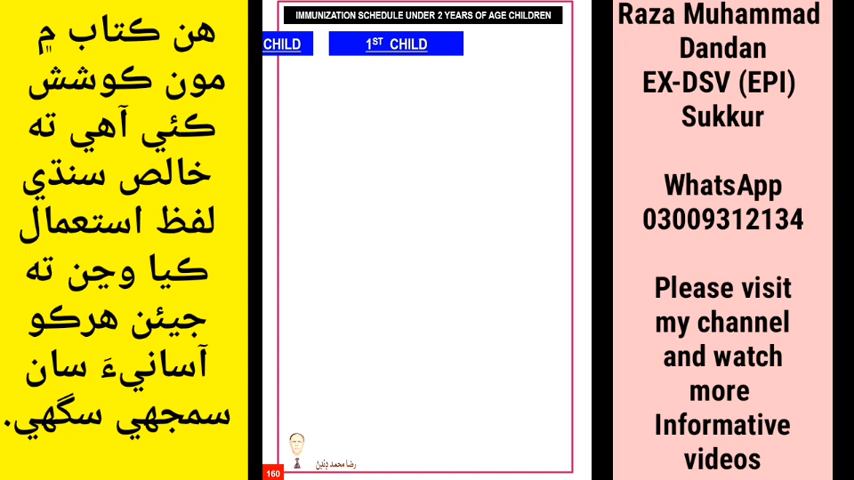 هن ڪتاب ۾
مون ڪوشش
ڪئي آهي ته
خالص سنڌي
لفظ استعمال
ڪيا وڃن ته
جيئن هرڪو
آسانيءَ سان
سمجهي سگهي.
IMMUNIZATION SCHEDULE UNDER 2 YEARS OF AGE CHILDREN
CHILD
1ST CHILD
رضا محمد ڏنڏڻ
160
Raza Muhammad
Dandan
EX-DSV (EPI)
Sukkur
WhatsApp
03009312134
Please visit
my channel
and watch
more
Informative
videos